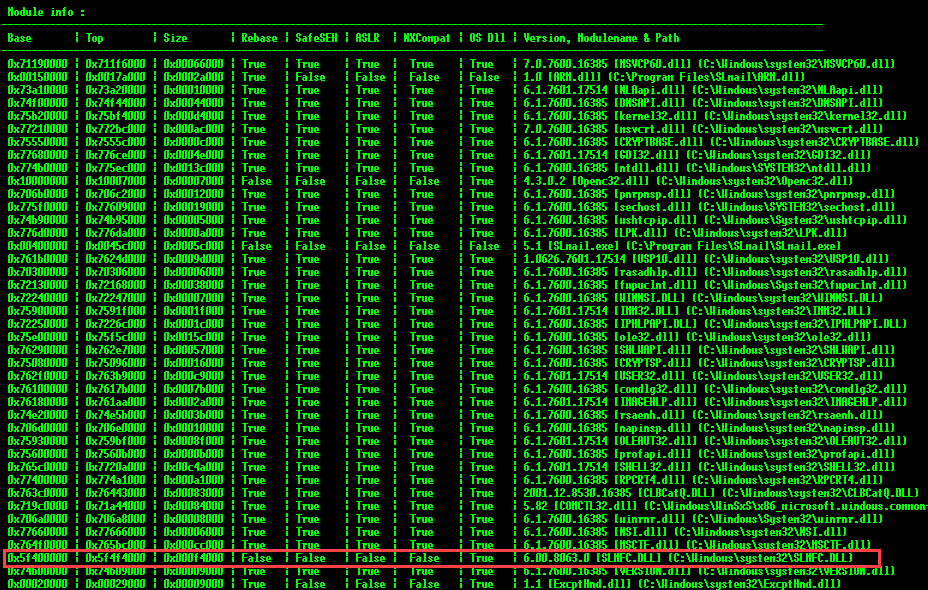 Module info :
Base | Top | Size | Rebase | SafeSEH | ASLR | NXCompat | OS Dll | Version, Modulename & Path
0x71190000 | 0x711f6000 | 0x00066000 | True | True | True | True | True | 7.0.7600.16385 [MSVCP60.dll] (C:\Windows\system32\MSVCP60.dll)
0x00150000 | 0x0017a000 | 0x0002a000 | True | False | False | False | False | 1.0 [ARM.dll] (C:\Program Files\SLmail\ARM.dll)
0x73a10000 | 0x73a20000 | 0x00010000 | True | True | True | True | True | 6.1.7601.17514 [NLAapi.dll] (C:\Windows\system32\NLAapi.dll)
0x74f00000 | 0x74f44000 | 0x00044000 | True | True | True | True | True | 6.1.7600.16385 [DNSAPI.dll] (C:\Windows\system32\DNSAPI.dll)
0x75b20000 | 0x75bf4000 | 0x000d4000 | True | True | True | True | True | 6.1.7600.16385 [kernel32.dll] (C:\Windows\system32\kernel32.dll)
0x77210000 | 0x772bc000 | 0x000ac000 | True | True | True | True | True | 7.0.7600.16385 [msvcrt.dll] (C:\Windows\system32\msvcrt.dll)
0x75550000 | 0x7555c000 | 0x0000c000 | True | True | True | True | True | 6.1.7600.16385 [CRYPTBASE.dll] (C:\Windows\system32\CRYPTBASE.dll)
0x77680000 | 0x776ce000 | 0x0004e000 | True | True | True | True | True | 6.1.7601.17514 [GDI32.dll] (C:\Windows\system32\GDI32.dll)
0x774b0000 | 0x775ec000 | 0x0013c000 | True | True | True | True | True | 6.1.7600.16385 [ntdll.dll] (C:\Windows\SYSTEM32\ntdll.dll)
0x10000000 | 0x10007000 | 0x00007000 | False | False | False | False | True | 4.3.0.2 [Openc32.dll] (C:\Windows\system32\Openc32.dll)
0x706b0000 | 0x706c2000 | 0x00012000 | True | True | True | True | True | 6.1.7600.16385 [pnrpnsp.dll] (C:\Windows\system32\pnrpnsp.dll)
0x775f0000 | 0x77609000 | 0x00019000 | True | True | True | True | True | 6.1.7600.16385 [sechost.dll] (C:\Windows\SYSTEM32\sechost.dll)
0x74b90000 | 0x74b95000 | 0x00005000 | True | True | True | True | True | 6.1.7600.16385 [wshtcpip.dll] (C:\Windows\System32\wshtcpip.dll)
0x776d0000 | 0x776da000 | 0x0000a000 | True | True | True | True | True | 6.1.7600.16385 [LPK.dll] (C:\Windows\system32\LPK.dll)
0x00400000 | 0x0045c000 | 0x0005c000 | False | False | False | False | False | 5.1 [SLmail.exe] (C:\Program Files\SLmail\SLmail.exe)
0x761b0000 | 0x7624d000 | 0x0009d000 | True | True | True | True | True | 1.0626.7601.17514 [USP10.dll] (C:\Windows\system32\USP10.dll)
0x70300000 | 0x70306000 | 0x00006000 | True | True | True | True | True | 6.1.7600.16385 [rasadhlp.dll] (C:\Windows\system32\rasadhlp.dll)
0x72130000 | 0x72168000 | 0x00038000 | True | True | True | True | True | 6.1.7600.16385 [fwpuclnt.dll] (C:\Windows\System32\fwpuclnt.dll)
0x72240000 | 0x72247000 | 0x00007000 | True | True | True | True | True | 6.1.7600.16385 [WINNSI.DLL] (C:\Windows\system32\WINNSI.DLL)
0x75900000 | 0x7591f000 | 0x0001f000 | True | True | True | True | True | 6.1.7601.17514 [IMM32.DLL] (C:\Windows\system32\IMM32.DLL)
0x72250000 | 0x7226c000 | 0x0001c000 | True | True | True | True | True | 6.1.7601.17514 [IPHLPAPI.DLL] (C:\Windows\system32\IPHLPAPI.DLL)
0x75e00000 | 0x75f5c000 | 0x0015c000 | True | True | True | True | True | 6.1.7600.16385 [ole32.dll] (C:\Windows\system32\ole32.dll)
0x76290000 | 0x762e7000 | 0x00057000 | True | True | True | True | True | 6.1.7600.16385 [SHLWAPI.dll] (C:\Windows\system32\SHLWAPI.dll)
0x75080000 | 0x75096000 | 0x00016000 | True | True | True | True | True | 6.1.7600.16385 [CRYPTSP.dll] (C:\Windows\system32\CRYPTSP.dll)
0x762f0000 | 0x763b9000 | 0x000c9000 | True | True | True | True | True | 6.1.7601.17514 [USER32.dll] (C:\Windows\system32\USER32.dll)
0x76100000 | 0x7617b000 | 0x0007b000 | True | True | True | True | True | 6.1.7601.17514 [comdlg32.dll] (C:\Windows\system32\comdlg32.dll)
0x76180000 | 0x761aa000 | 0x0002a000 | True | True | True | True | True | 6.1.7601.17514 [IMAGEHLP.dll] (C:\Windows\system32\IMAGEHLP.dll)
0x74e20000 | 0x74e5b000 | 0x0003b000 | True | True | True | True | True | 6.1.7600.16385 [rsaenh.dll] (C:\Windows\system32\rsaenh.dll)
0x706d0000 | 0x706e0000 | 0x00010000 | True | True | True | True | True | 6.1.7600.16385 [napinsp.dll] (C:\Windows\system32\napinsp.dll)
0x75930000 | 0x759bf000 | 0x0008f000 | True | True | True | True | True | 6.1.7601.17514 [OLEAUT32.dll] (C:\Windows\system32\OLEAUT32.dll)
0x75600000 | 0x7560b000 | 0x0000b000 | True | True | True | True | True | 6.1.7600.16385 [profapi.dll] (C:\Windows\system32\profapi.dll)
0x765c0000 | 0x7720a000 | 0x00c4a000 | True | True | True | True | True | 6.1.7601.17514 [SHELL32.dll] (C:\Windows\system32\SHELL32.dll)
0x77400000 | 0x774a1000 | 0x000a1000 | True | True | True | True | True | 6.1.7600.16385 [RPCRT4.dll] (C:\Windows\system32\RPCRT4.dll)
0x763c0000 | 0x76443000 | 0x00083000 | True | True | True | True | True | 2001.12.8530.16385 [CLBCatQ.DLL] (C:\Windows\system32\CLBCatQ.DLL)
0x719c0000 | 0x71a44000 | 0x00084000 | True | True | True | True | True | 5.82 [COMCTL32.dll] (C:\Windows\WinSxS\x86_microsoft.windows.common-
0x706a0000 | 0x706a8000 | 0x00008000 | True | True | True | True | True | 6.1.7600.16385 [winrnr.dll] (C:\Windows\System32\winrnr.dll)
0x77660000 | 0x77666000 | 0x00006000 | True | True | True | True | True | 6.1.7600.16385 [NSI.dll] (C:\Windows\system32\NSI.dll)
0x764f0000 | 0x765bc000 | 0x000cc000 | True | True | True | True | True | 6.1.7600.16385 [MSCTF.dll] (C:\Windows\system32\MSCTF.dll)
0x5f400000 | 0x5f4f4000 | 0x000f4000 | False | False | False | False | True | 6.00.8063.0 [SLMFC.DLL] (C:\Windows\system32\SLMFC.DLL)
0x74b00000 | 0x74b09000 | 0x00009000 | True | True | True | True | True | 6.1.7600.16385 [VERSION.dll] (C:\Windows\system32\VERSION.dll)
0x00020000 | 0x00029000 | 0x00009000 | True | False | False | False | True | 1.1 [ExcptHnd.dll] (C:\Windows\system32\ExcptHnd.dll)